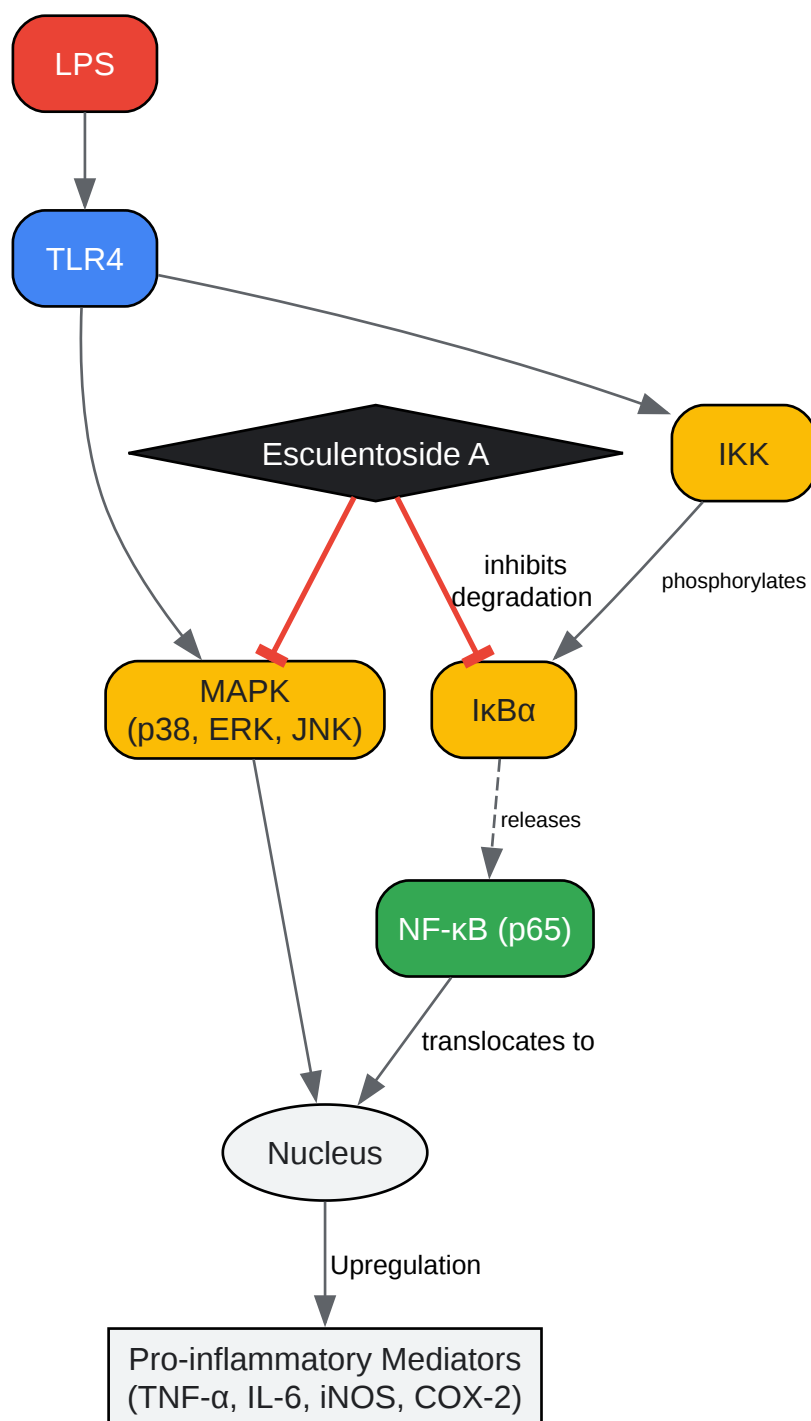 LPS
TLR4
Esculentoside A
IKK
inhibits
degradation
phosphorylates
MAPK
(p38, ERK, JNK)
IκBα
releases
NF-κB (p65)
translocates to
Nucleus
Upregulation
Pro-inflammatory Mediators
(TNF-α, IL-6, iNOS, COX-2)